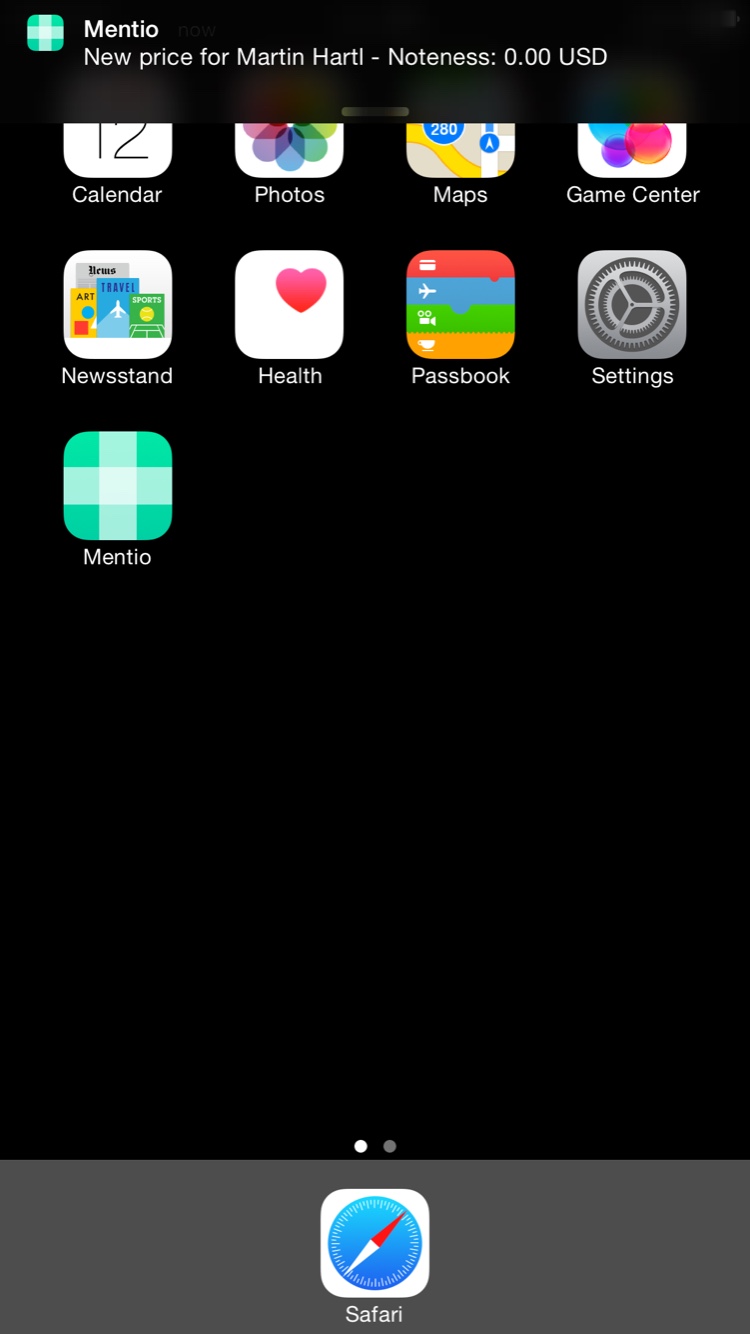 Mentio now
New price for Martin Hartl - Noteness: 0.00 USD
12
280
Calendar Photos Maps Game Center
News
TRAVEL
ART
SPORTS
Newsstand Health Passbook Settings
Mentio
Safari